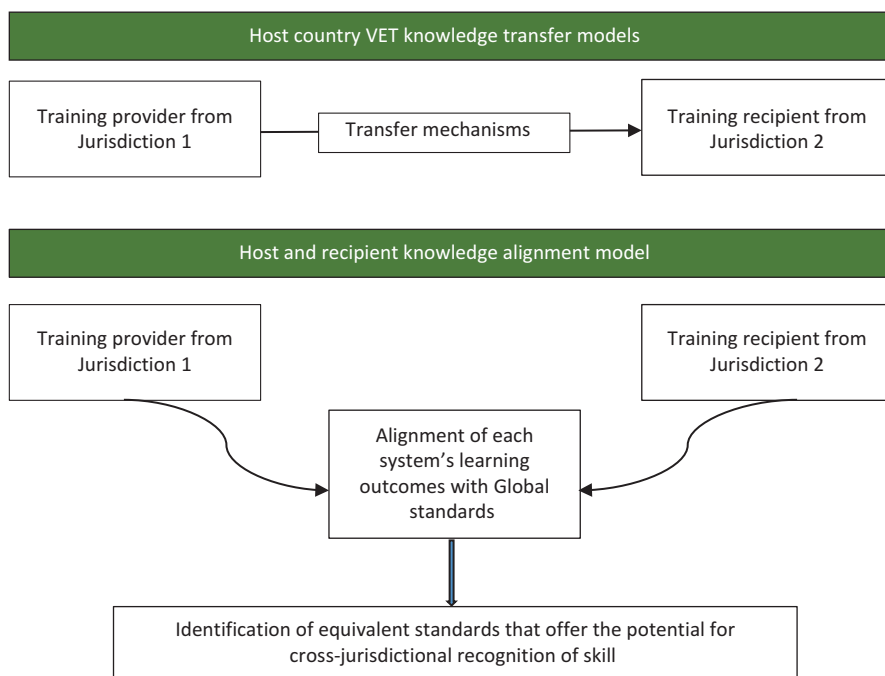 Host country VET knowledge transfer models
Training provider from
Jurisdiction 1
Transfer mechanisms
Training recipient from
Jurisdiction 2
Host and recipient knowledge alignment model
Training provider from
Jurisdiction 1
Training recipient from
Jurisdiction 2
Alignment of each
system's learning
outcomes with Global
standards
Identification of equivalent standards that offer the potential for
cross-jurisdictional recognition of skill